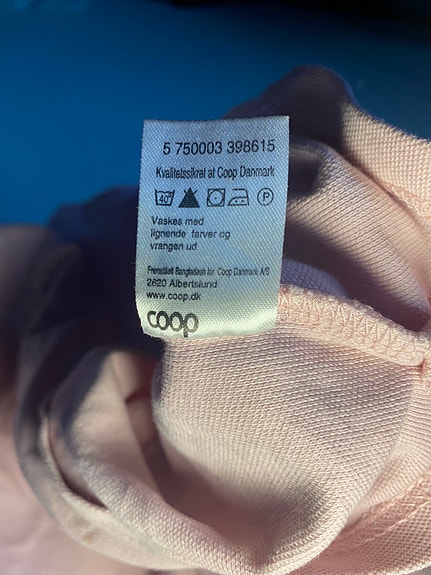 5 750003 398615
Kvalitetssikret af Coop Danmark
40° P
Vaskes med
lignende farver og
vrangen ud
Fremstillet i Bangladesh for Coop Danmark A/S
2620 Albertslund
www.coop.dk
coop